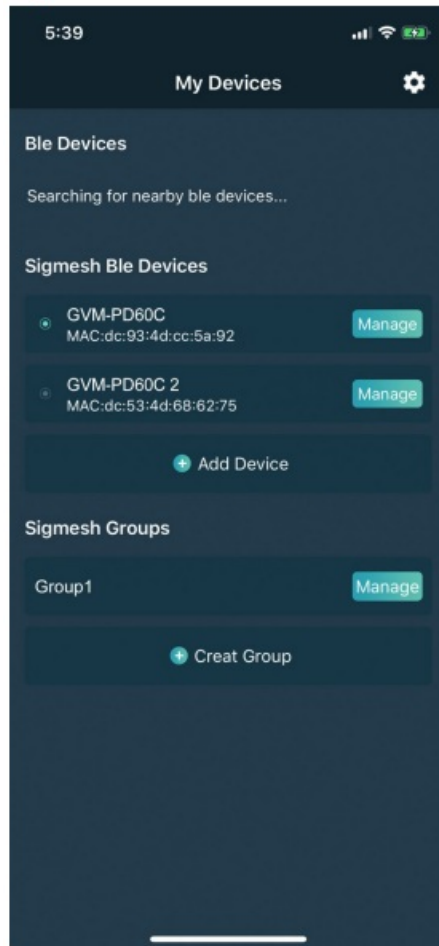 5:39
My Devices
Ble Devices
Searching for nearby ble devices...
Sigmesh Ble Devices
GVM-PD60C
MAC:dc:93:4d:cc:5a:92
Manage
GVM-PD60C 2
MAC:dc:53:4d:68:62:75
Manage
Add Device
Sigmesh Groups
Group1
Manage
Creat Group